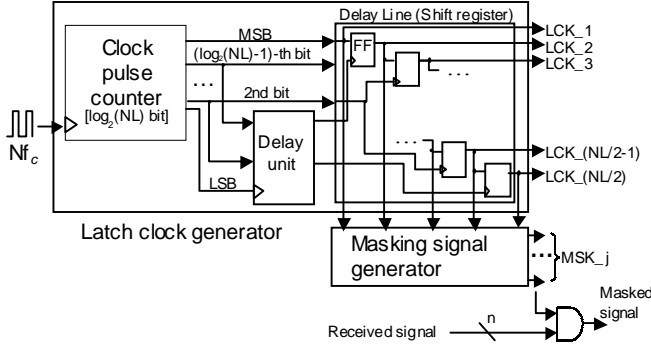 Delay Line (Shift register)
MSB
LCK_1
(log₂(NL)-1)-th bit
FF
LCK_2
LCK_3
Clock
pulse
counter
[log₂(NL) bit]
...
...
2nd bit
Nf_c
Delay
unit
LSB
...
LCK_(NL/2-1)
LCK_(NL/2)
Latch clock generator
Masking signal
generator
...
MSK_j
Masked
signal
n
Received signal